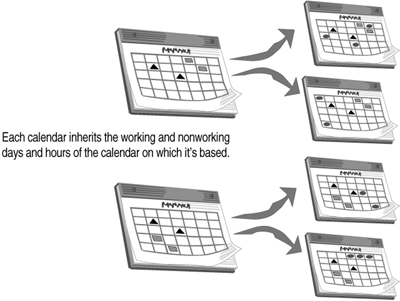 Each calendar inherits the working and nonworking
days and hours of the calendar on which it's based.